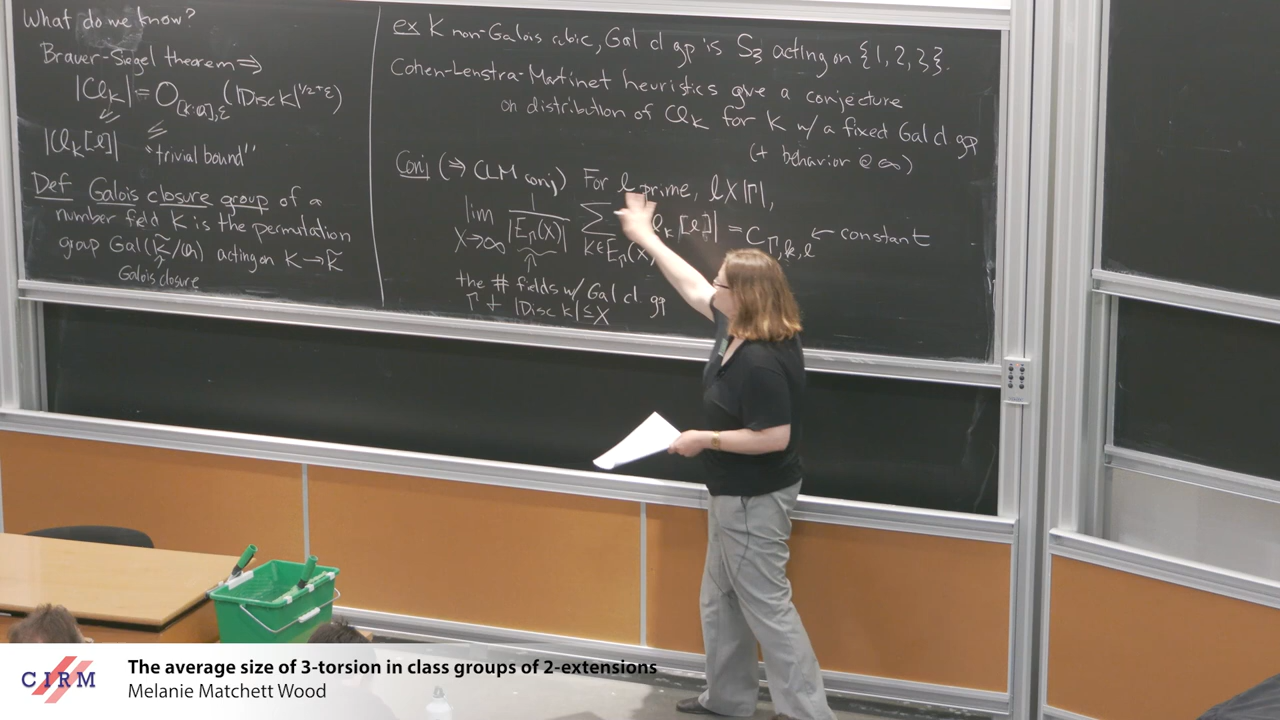 What do we know?
Brauer-Siegel theorem ⇒
|Cl_K| = O_{[K:Q],ε}(|Disc K|^{1/2+ε})
|Cl_K[ℓ]| ≤ "trivial bound"
Def Galois closure group of a
number field K is the permutation
group Gal(K̃/Q) acting on K→K̃
Galois closure
ex K non-Galois cubic, Gal cl gp is S_3 acting on {1,2,3}.
Cohen-Lenstra-Martinet heuristics give a conjecture
on distribution of Cl_K for K w/ a fixed Gal cl gp
(+ behavior @ ∞)
Conj (⇒ CLM conj) For ℓ prime, ℓ∤|Γ|,
lim_{X→∞} 1/|E_Γ(X)| Σ_{K∈E_Γ(X)} [ℓ]| = C_{Γ,k,ℓ} ← constant
the # fields w/ Gal cl. gp
Γ + |Disc K| ≤ X
CIRM
The average size of 3-torsion in class groups of 2-extensions
Melanie Matchett Wood